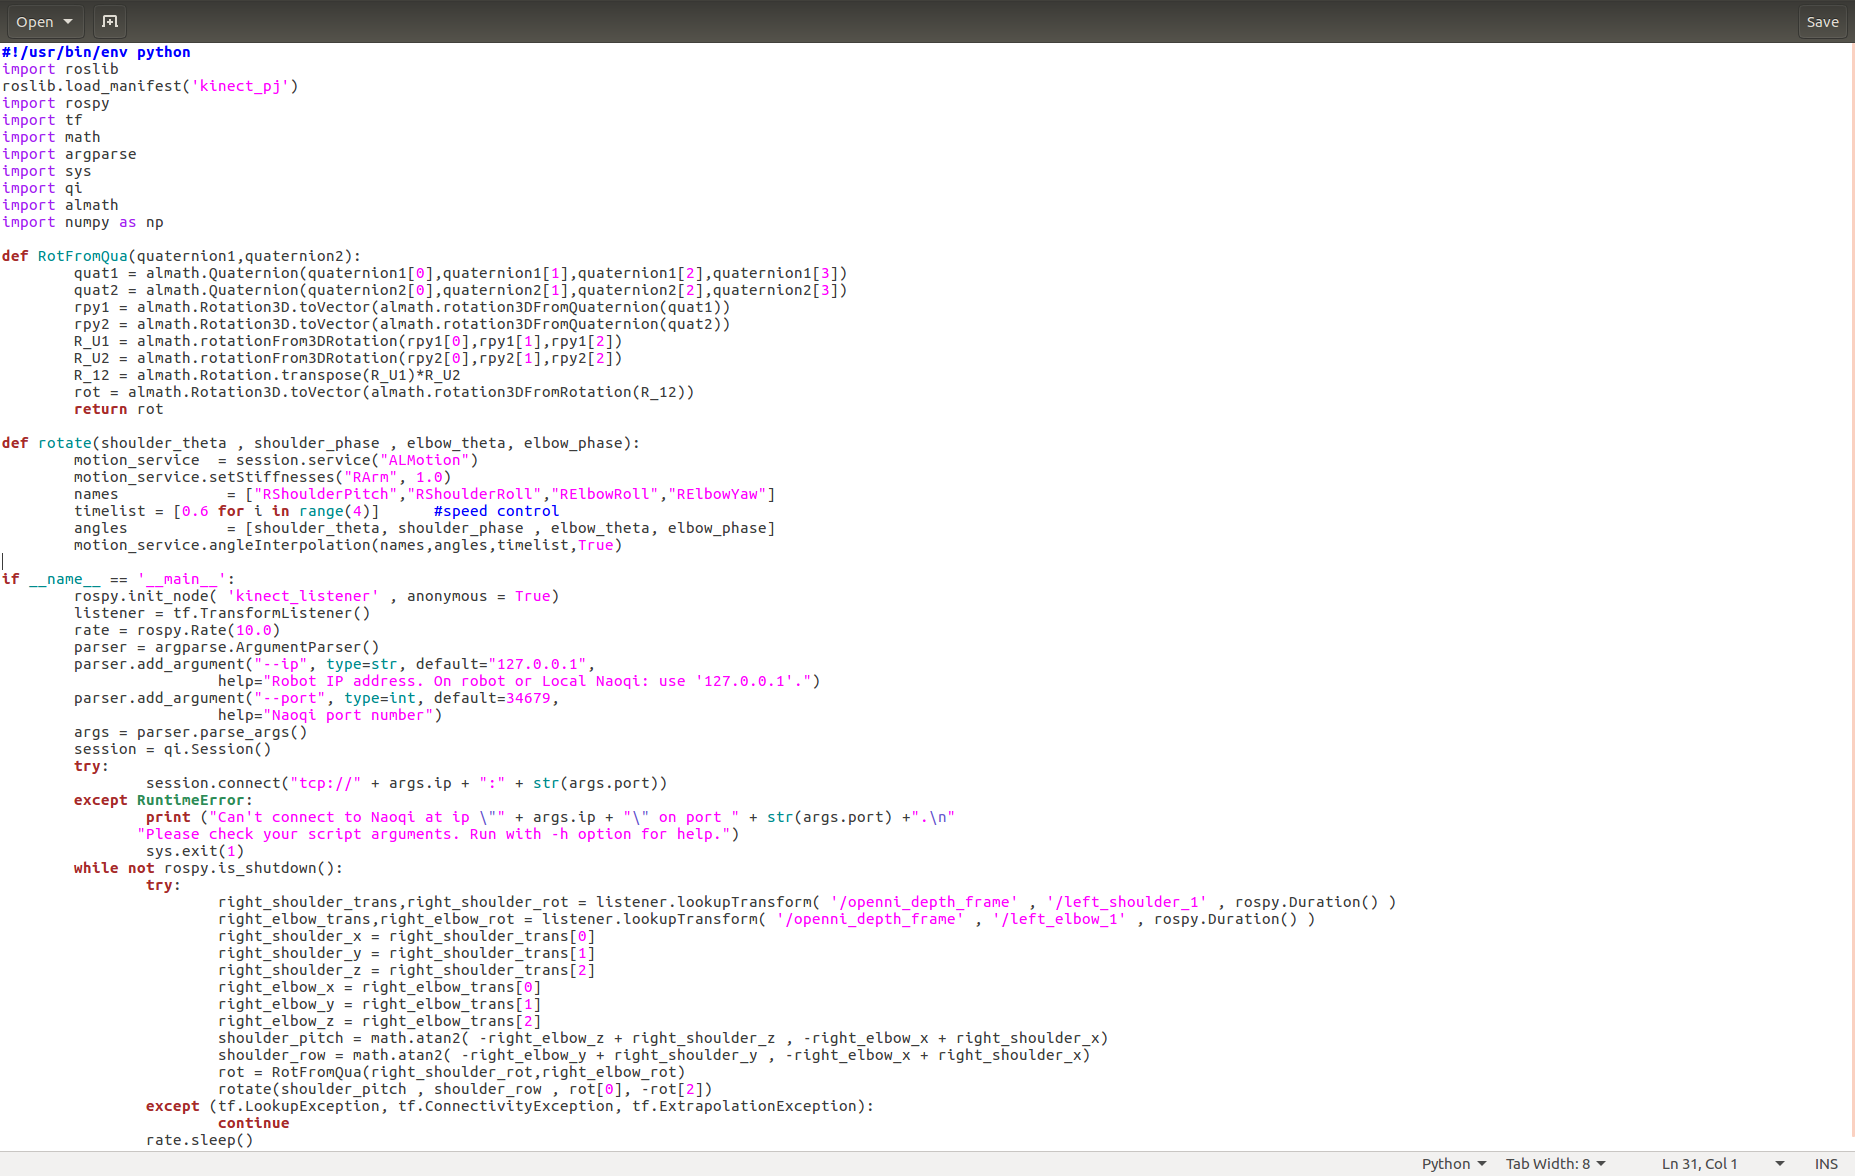 Open
Save
#!/usr/bin/env python
import roslib
roslib.load_manifest('kinect_pj')
import rospy
import tf
import math
import argparse
import sys
import qi
import almath
import numpy as np
def RotFromQua(quaternion1,quaternion2):
        quat1 = almath.Quaternion(quaternion1[0],quaternion1[1],quaternion1[2],quaternion1[3])
        quat2 = almath.Quaternion(quaternion2[0],quaternion2[1],quaternion2[2],quaternion2[3])
        rpy1 = almath.Rotation3D.toVector(almath.rotation3DFromQuaternion(quat1))
        rpy2 = almath.Rotation3D.toVector(almath.rotation3DFromQuaternion(quat2))
        R_U1 = almath.rotationFrom3DRotation(rpy1[0],rpy1[1],rpy1[2])
        R_U2 = almath.rotationFrom3DRotation(rpy2[0],rpy2[1],rpy2[2])
        R_12 = almath.Rotation.transpose(R_U1)*R_U2
        rot = almath.Rotation3D.toVector(almath.rotation3DFromRotation(R_12))
        return rot
def rotate(shoulder_theta , shoulder_phase , elbow_theta, elbow_phase):
        motion_service  = session.service("ALMotion")
        motion_service.setStiffnesses("RArm", 1.0)
        names            = ["RShoulderPitch","RShoulderRoll","RElbowRoll","RElbowYaw"]
        timelist = [0.6 for i in range(4)]      #speed control
        angles           = [shoulder_theta, shoulder_phase , elbow_theta, elbow_phase]
        motion_service.angleInterpolation(names,angles,timelist,True)
if __name__ == '__main__':
        rospy.init_node( 'kinect_listener' , anonymous = True)
        listener = tf.TransformListener()
        rate = rospy.Rate(10.0)
        parser = argparse.ArgumentParser()
        parser.add_argument("--ip", type=str, default="127.0.0.1",
                        help="Robot IP address. On robot or Local Naoqi: use '127.0.0.1'.")
        parser.add_argument("--port", type=int, default=34679,
                        help="Naoqi port number")
        args = parser.parse_args()
        session = qi.Session()
        try:
                session.connect("tcp://" + args.ip + ":" + str(args.port))
        except RuntimeError:
                print ("Can't connect to Naoqi at ip \"" + args.ip + "\" on port " + str(args.port) +".\n"
               "Please check your script arguments. Run with -h option for help.")
                sys.exit(1)
        while not rospy.is_shutdown():
                try:
                        right_shoulder_trans,right_shoulder_rot = listener.lookupTransform( '/openni_depth_frame' , '/left_shoulder_1' , rospy.Duration() )
                        right_elbow_trans,right_elbow_rot = listener.lookupTransform( '/openni_depth_frame' , '/left_elbow_1' , rospy.Duration() )
                        right_shoulder_x = right_shoulder_trans[0]
                        right_shoulder_y = right_shoulder_trans[1]
                        right_shoulder_z = right_shoulder_trans[2]
                        right_elbow_x = right_elbow_trans[0]
                        right_elbow_y = right_elbow_trans[1]
                        right_elbow_z = right_elbow_trans[2]
                        shoulder_pitch = math.atan2( -right_elbow_z + right_shoulder_z , -right_elbow_x + right_shoulder_x)
                        shoulder_row = math.atan2( -right_elbow_y + right_shoulder_y , -right_elbow_x + right_shoulder_x)
                        rot = RotFromQua(right_shoulder_rot,right_elbow_rot)
                        rotate(shoulder_pitch , shoulder_row , rot[0], -rot[2])
                except (tf.LookupException, tf.ConnectivityException, tf.ExtrapolationException):
                        continue
                rate.sleep()
Python Tab Width: 8 Ln 31, Col 1 INS